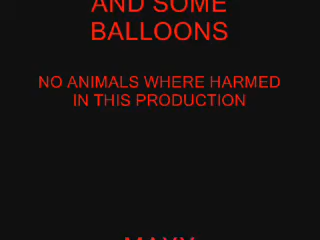 AND SOME
BALLOONS
NO ANIMALS WHERE HARMED
IN THIS PRODUCTION